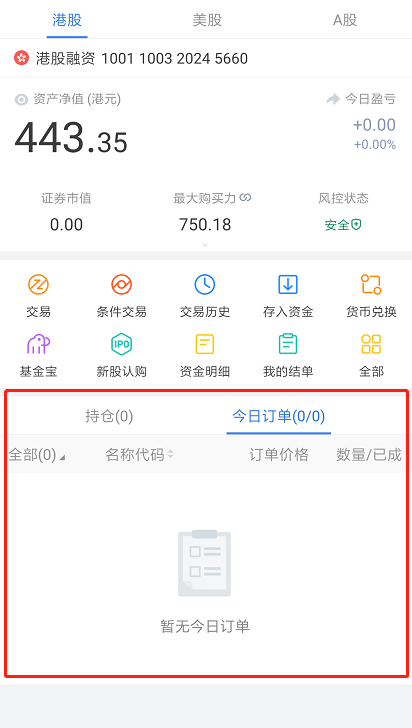 港股 美股 A股
港股融资 1001 1003 2024 5660
资产净值 (港元) 今日盈亏
443.35 +0.00
+0.00%
证券市值 最大购买力 风控状态
0.00 750.18 安全
交易 条件交易 交易历史 存入资金 货币兑换
IPO
基金宝 新股认购 资金明细 我的结单 全部
持仓(0) 今日订单(0/0)
全部(0) 名称代码 订单价格 数量/已成
暂无今日订单